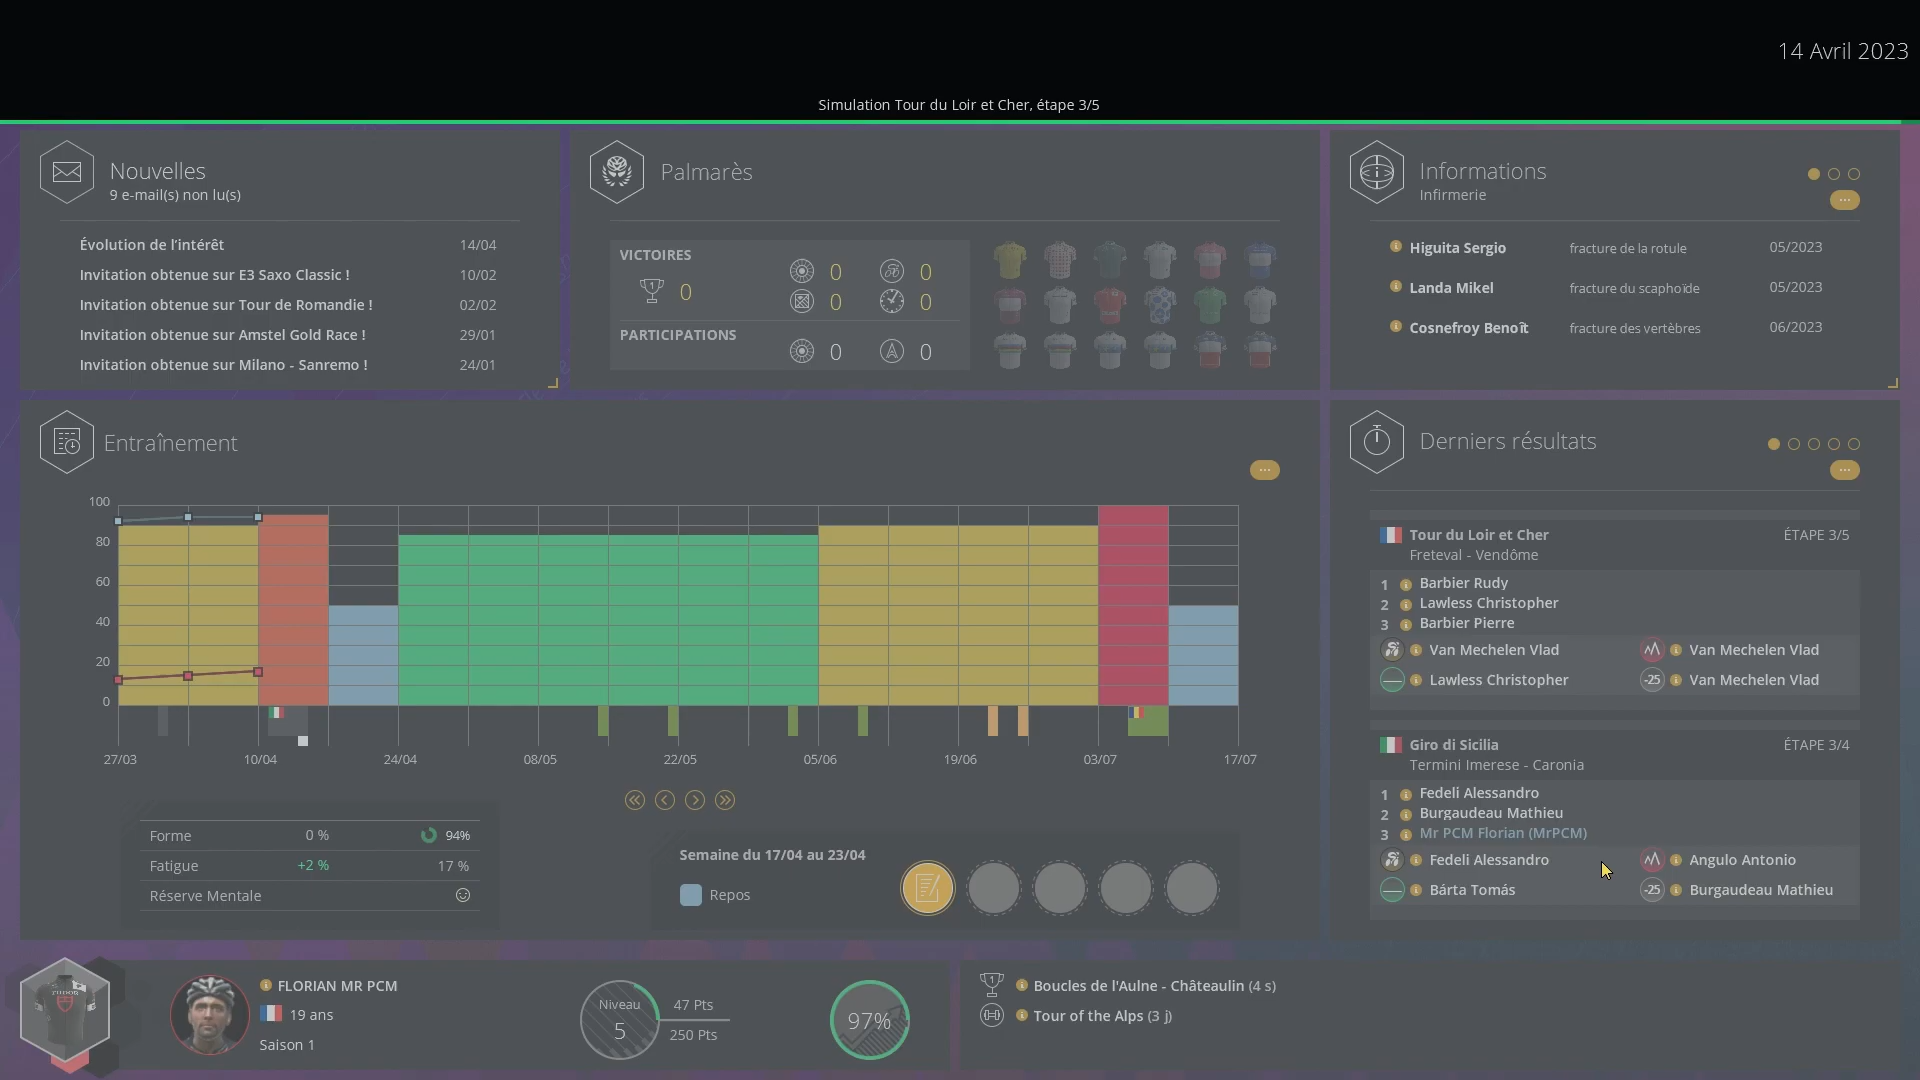 14 Avril 2023
Simulation Tour du Loir et Cher, étape 3/5
Nouvelles
9 e-mail(s) non lu(s)
Évolution de l'intérêt 14/04
Invitation obtenue sur E3 Saxo Classic ! 10/02
Invitation obtenue sur Tour de Romandie ! 02/02
Invitation obtenue sur Amstel Gold Race ! 29/01
Invitation obtenue sur Milano - Sanremo ! 24/01
Palmarès
VICTOIRES
0 0 0
0 0
PARTICIPATIONS
0 0
Informations
Infirmerie
Higuita Sergio fracture de la rotule 05/2023
Landa Mikel fracture du scaphoïde 05/2023
Cosnefroy Benoît fracture des vertèbres 06/2023
Entraînement
100
80
60
40
20
0
27/03 10/04 24/04 08/05 22/05 05/06 19/06 03/07 17/07
Forme 0 % 94%
Fatigue +2 % 17 %
Réserve Mentale
Semaine du 17/04 au 23/04
Repos
Derniers résultats
Tour du Loir et Cher ÉTAPE 3/5
Freteval - Vendôme
1 Barbier Rudy
2 Lawless Christopher
3 Barbier Pierre
Van Mechelen Vlad Van Mechelen Vlad
Lawless Christopher -25 Van Mechelen Vlad
Giro di Sicilia ÉTAPE 3/4
Termini Imerese - Caronia
1 Fedeli Alessandro
2 Burgaudeau Mathieu
3 Mr PCM Florian (MrPCM)
Fedeli Alessandro Angulo Antonio
Bárta Tomás -25 Burgaudeau Mathieu
TUDOR
FLORIAN MR PCM
19 ans
Saison 1
Niveau
5
47 Pts
250 Pts
97%
Boucles de l'Aulne - Châteaulin (4 s)
Tour of the Alps (3 j)